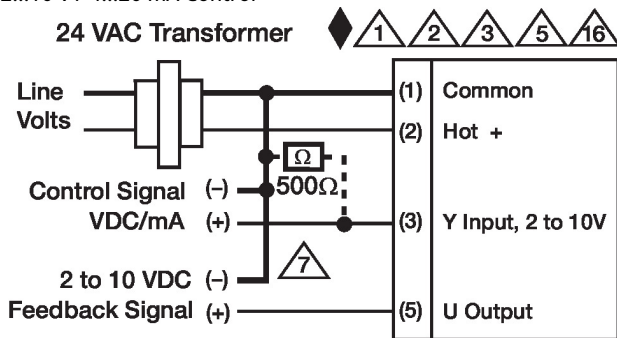 24 VAC Transformer
1 2 3 5 16
Line
Volts
(1) Common
(2) Hot +
Ω
500Ω
Control Signal (–)
VDC/mA (+)
(3) Y Input, 2 to 10V
7
2 to 10 VDC (–)
Feedback Signal (+)
(5) U Output